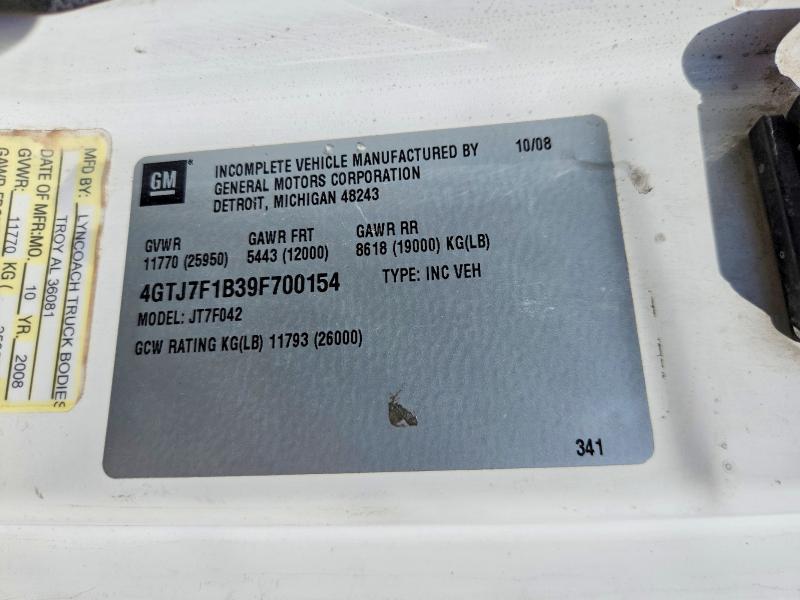 GM®
INCOMPLETE VEHICLE MANUFACTURED BY 10/08
GENERAL MOTORS CORPORATION
DETROIT, MICHIGAN 48243
GVWR GAWR FRT GAWR RR
11770 (25950) 5443 (12000) 8618 (19000) KG(LB)
4GTJ7F1B39F700154 TYPE: INC VEH
MODEL: JT7F042
GCW RATING KG(LB) 11793 (26000)
341
MFD BY: LYNCOACH TRUCK BODIES
TROY AL 36081
DATE OF MFR:MO. 10 YR. 2008
GVWR: 11770 KG (
GAWR